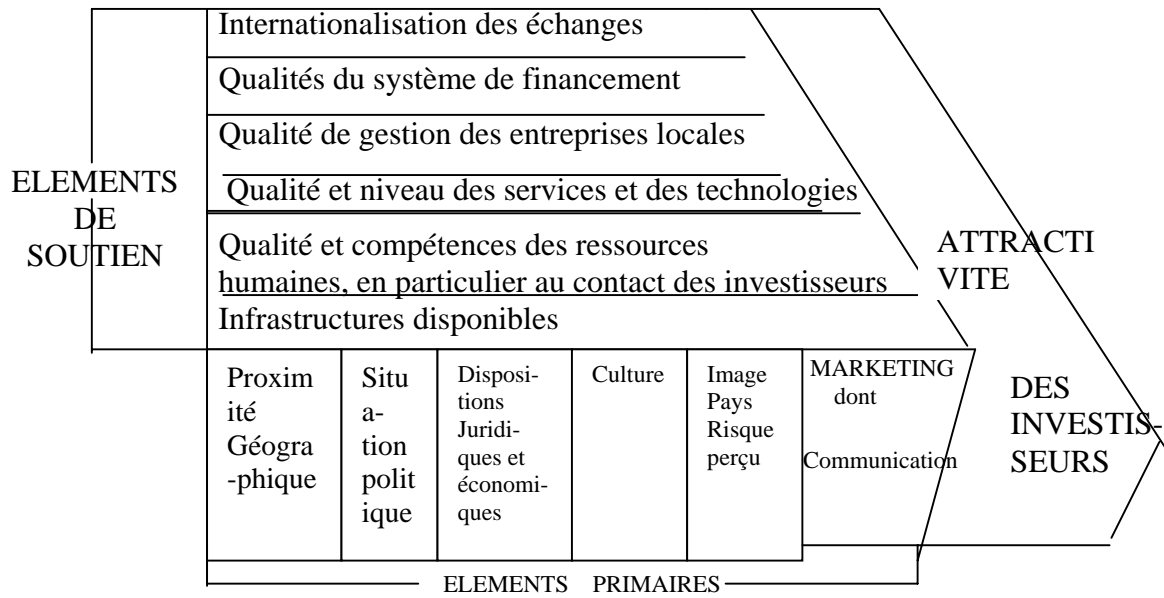 Internationalisation des échanges
Qualités du système de financement
Qualité de gestion des entreprises locales
Qualité et niveau des services et des technologies
Qualité et compétences des ressources
humaines, en particulier au contact des investisseurs
Infrastructures disponibles
ELEMENTS
DE
SOUTIEN
ATTRACTI
VITE
DES
INVESTIS-
SEURS
Proxim
ité
Géogra
-phique
Situ
a-
tion
polit
ique
Disposi-
tions
Juridi-
ques et
économi-
ques
Culture
Image
Pays
Risque
perçu
MARKETING
dont
Communication
ELEMENTS PRIMAIRES